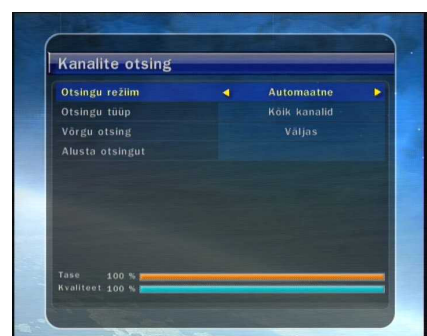 Kanalite otsing
Otsingu režiim Automaatne
Otsingu tüüp Kõik kanalid
Võrgu otsing Väljas
Alusta otsingut
Tase 100 %
Kvaliteet 100 %